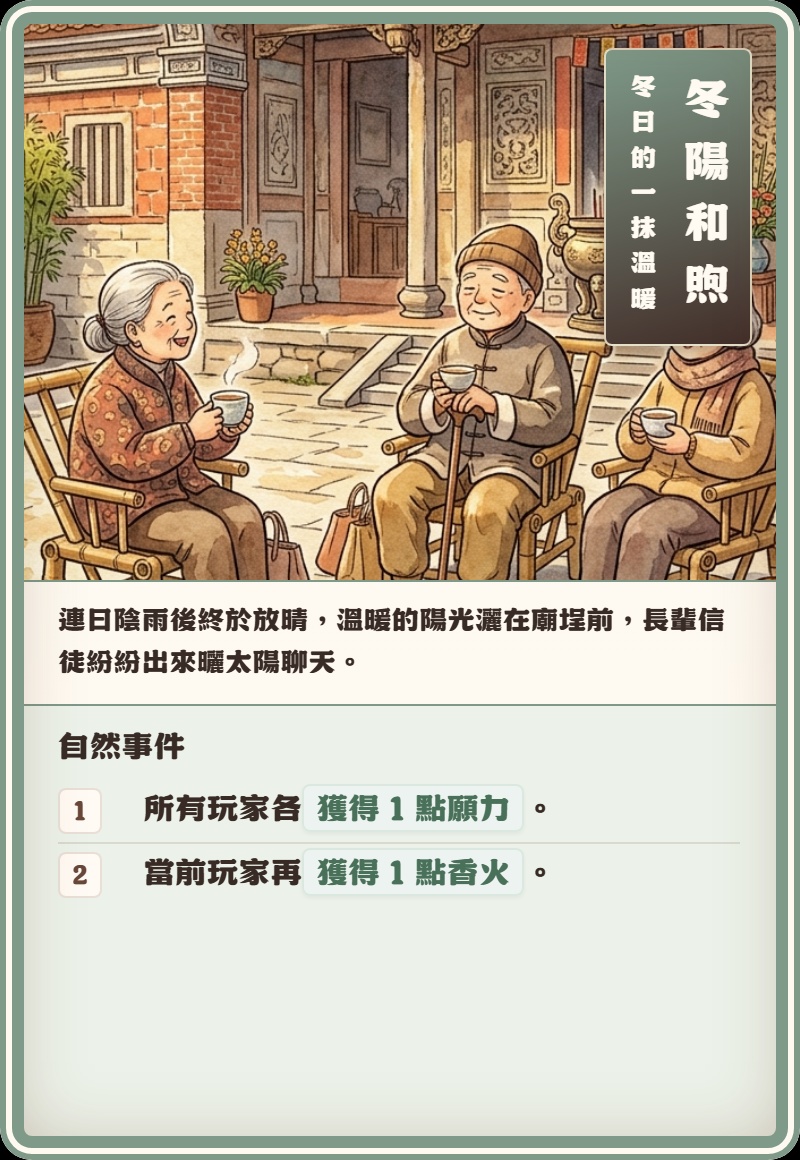 冬陽和煦
冬日的一抹溫暖
連日陰雨後終於放晴，溫暖的陽光灑在廟埕前，長輩信
徒紛紛出來曬太陽聊天。
自然事件
1 所有玩家各 獲得 1 點願力 。
2 當前玩家再 獲得 1 點香火 。